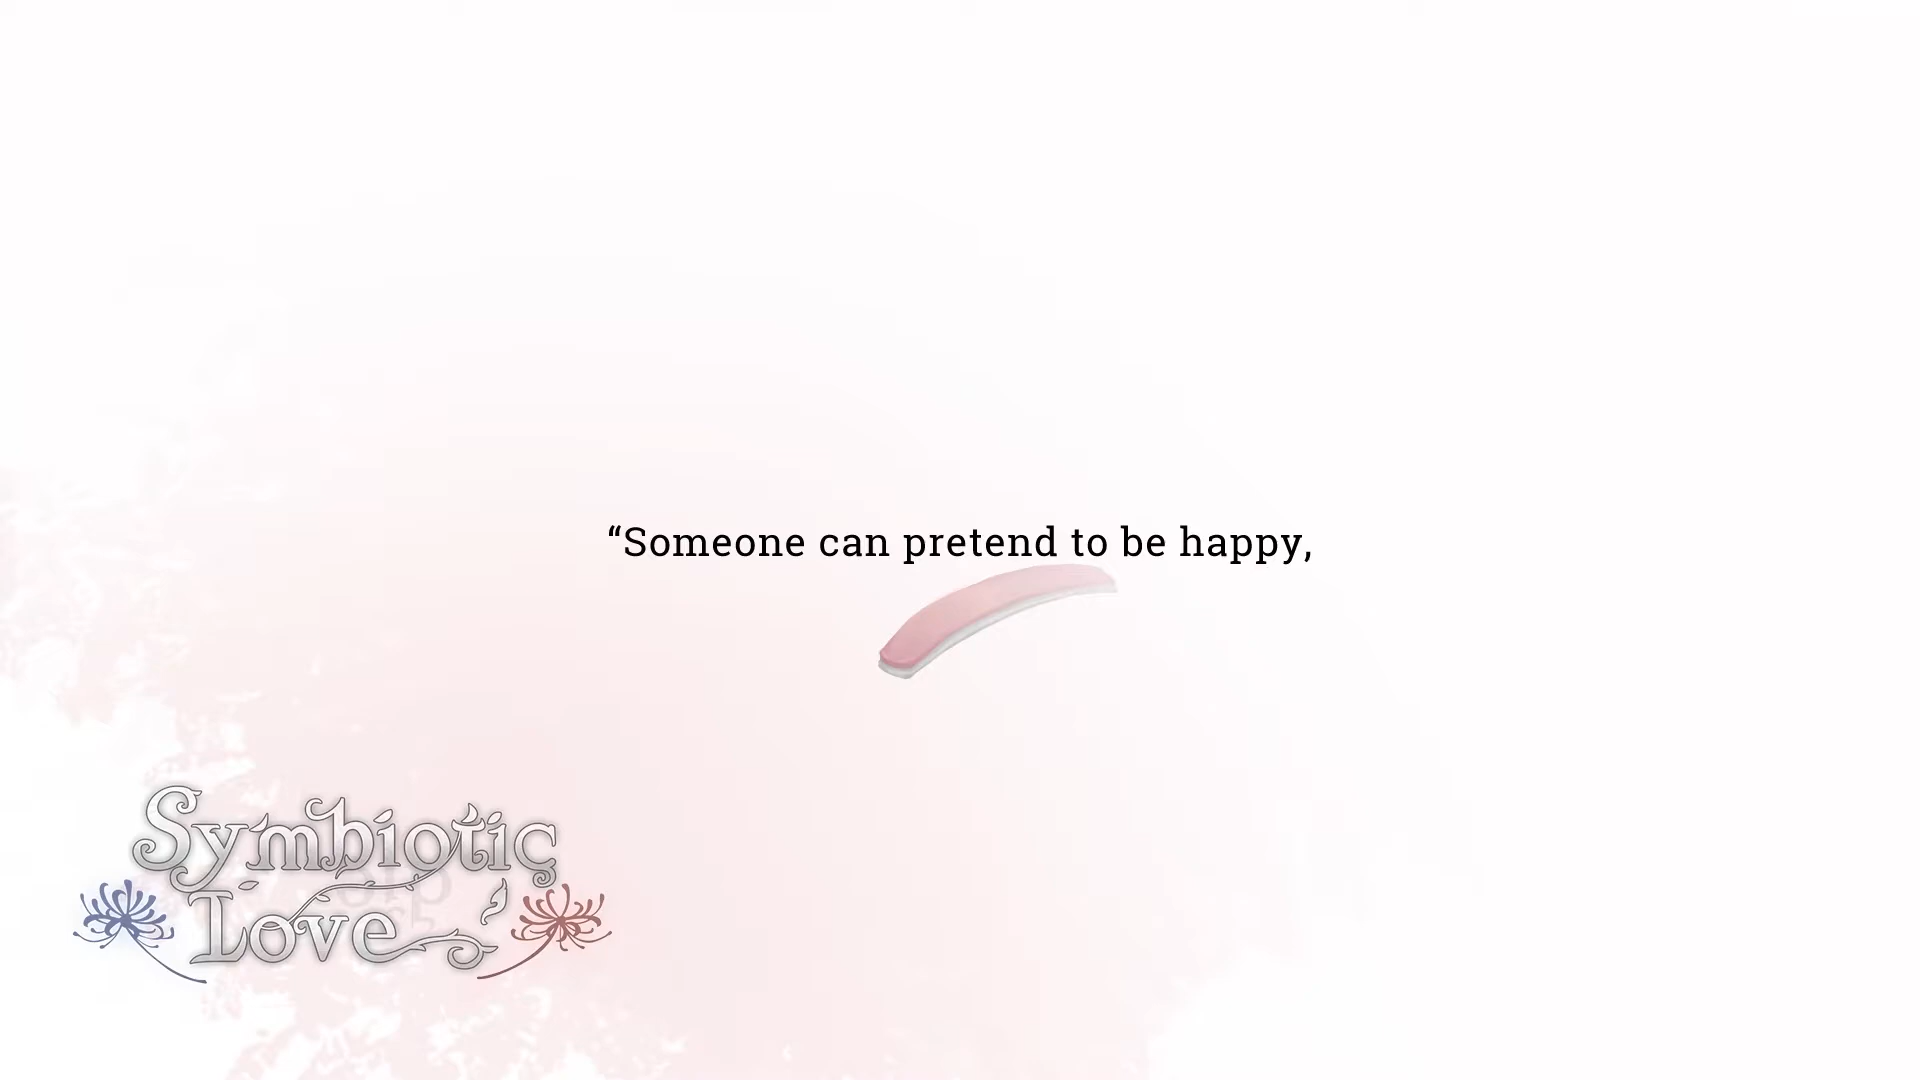 “Someone can pretend to be happy,
Symbiotic
Love